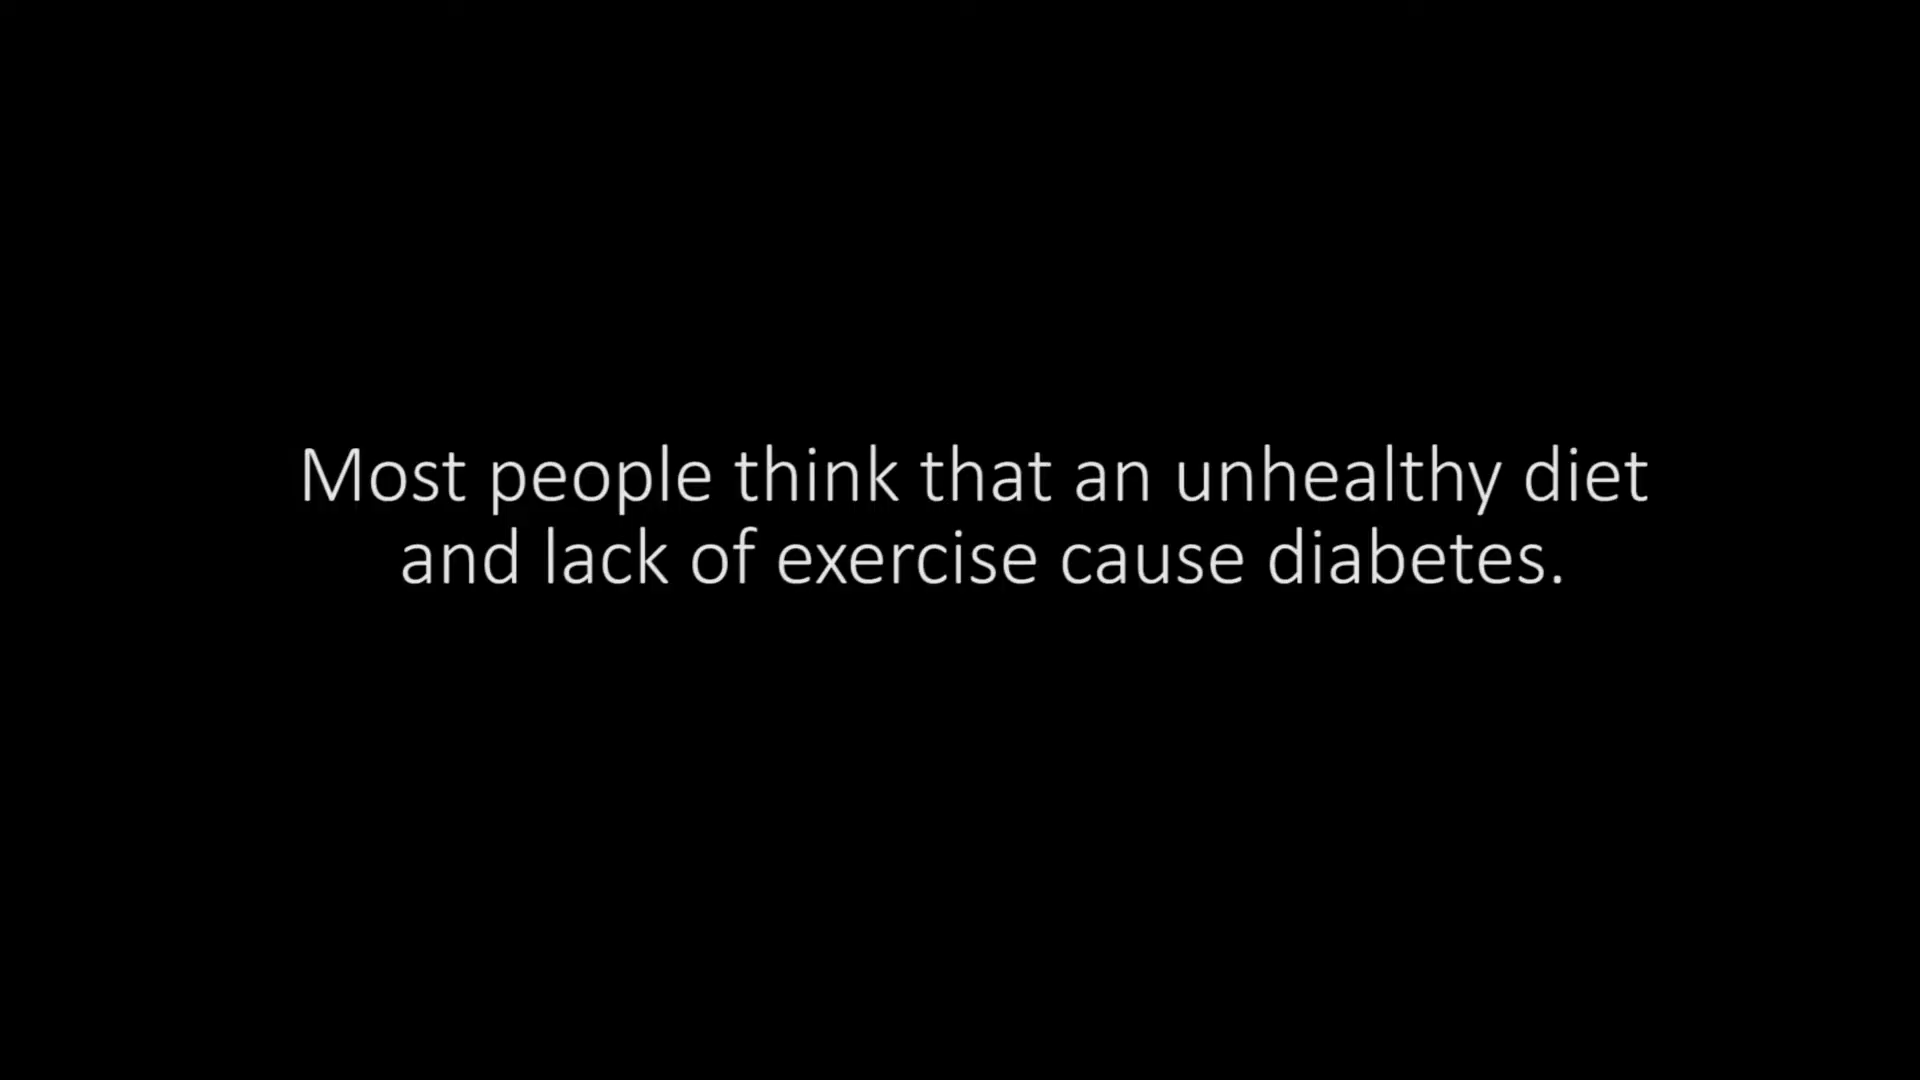 Most people think that an unhealthy diet
and lack of exercise cause diabetes.